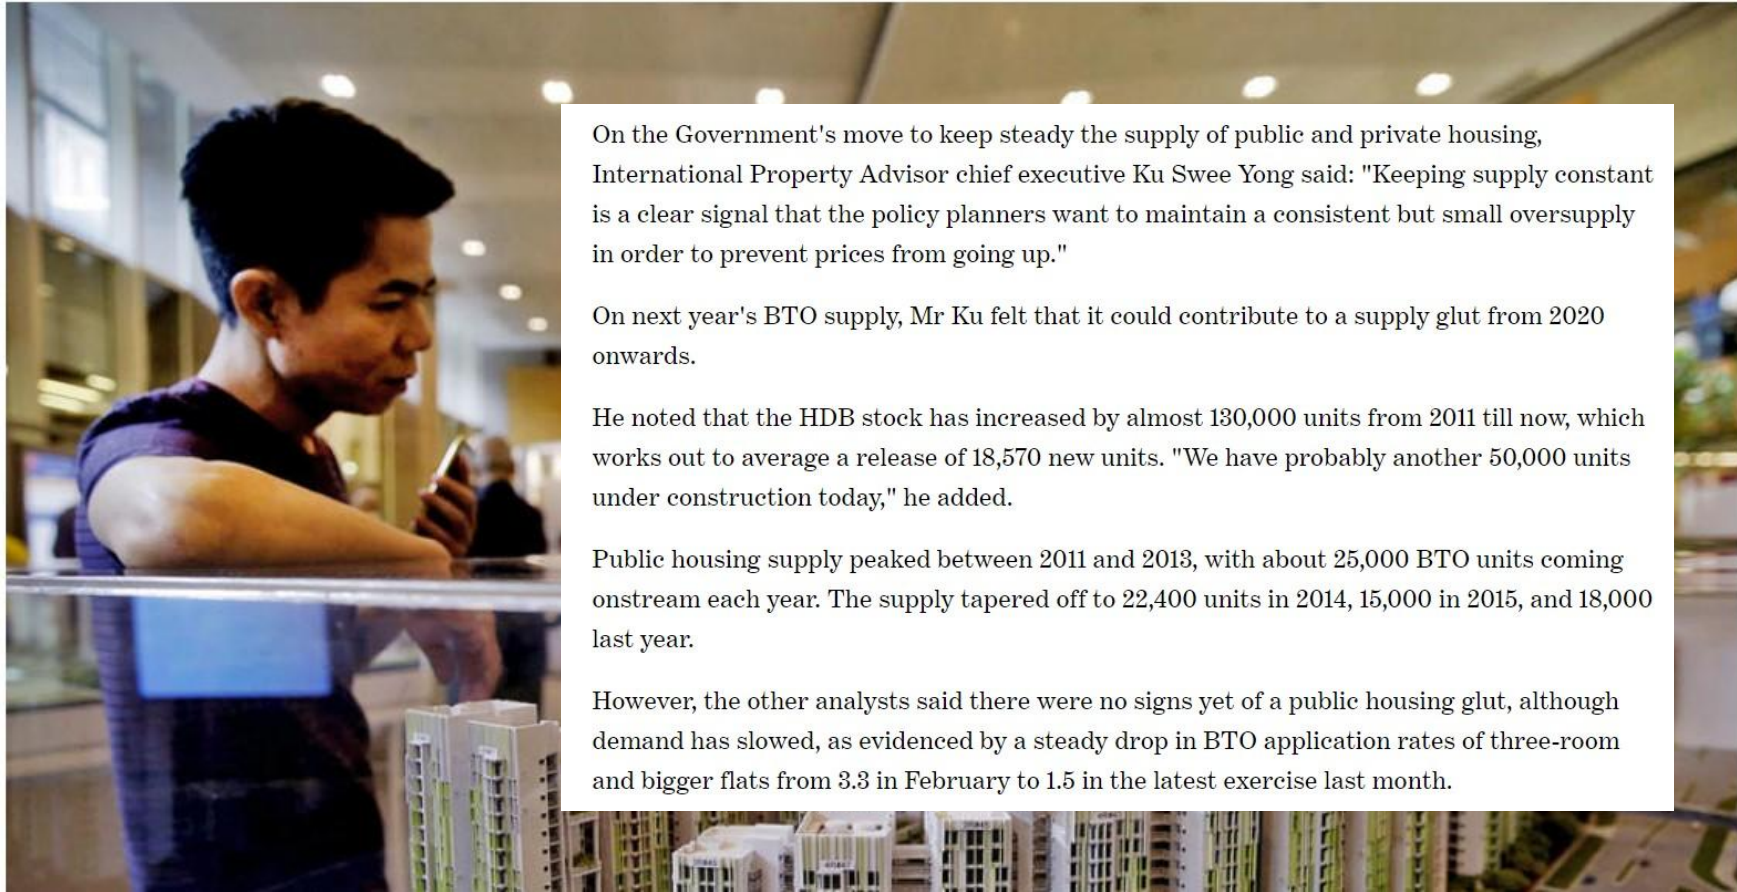 On the Government's move to keep steady the supply of public and private housing,
International Property Advisor chief executive Ku Swee Yong said: "Keeping supply constant
is a clear signal that the policy planners want to maintain a consistent but small oversupply
in order to prevent prices from going up."
On next year's BTO supply, Mr Ku felt that it could contribute to a supply glut from 2020
onwards.
He noted that the HDB stock has increased by almost 130,000 units from 2011 till now, which
works out to average a release of 18,570 new units. "We have probably another 50,000 units
under construction today," he added.
Public housing supply peaked between 2011 and 2013, with about 25,000 BTO units coming
onstream each year. The supply tapered off to 22,400 units in 2014, 15,000 in 2015, and 18,000
last year.
However, the other analysts said there were no signs yet of a public housing glut, although
demand has slowed, as evidenced by a steady drop in BTO application rates of three-room
and bigger flats from 3.3 in February to 1.5 in the latest exercise last month.